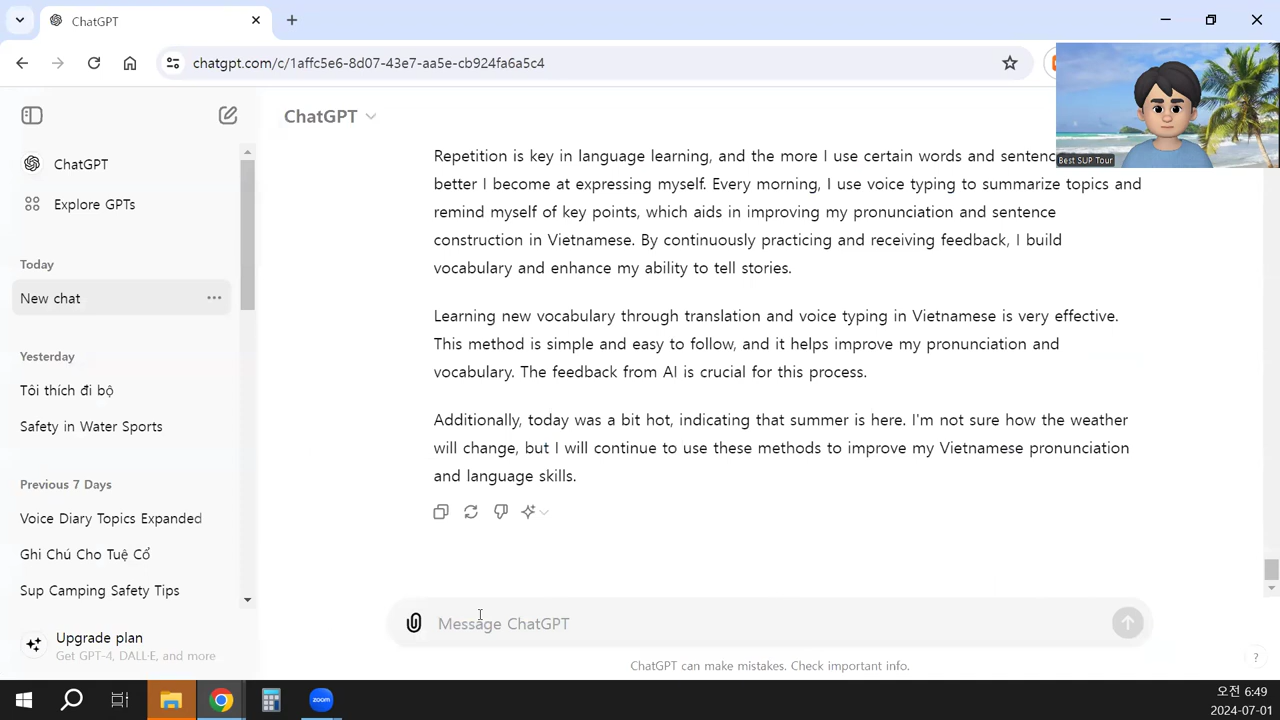 ChatGPT
chatgpt.com/c/1affc5e6-8d07-43e7-aa5e-cb924fa6a5c4
Best SUP Tour
ChatGPT
Explore GPTs
Today
New chat
Yesterday
Tôi thích đi bộ
Safety in Water Sports
Previous 7 Days
Voice Diary Topics Expanded
Ghi Chú Cho Tuệ Cổ
Sup Camping Safety Tips
Upgrade plan
Get GPT-4, DALL·E, and more
ChatGPT
Repetition is key in language learning, and the more I use certain words and
better I become at expressing myself. Every morning, I use voice typing to summarize topics and
remind myself of key points, which aids in improving my pronunciation and sentence
construction in Vietnamese. By continuously practicing and receiving feedback, I build
vocabulary and enhance my ability to tell stories.
Learning new vocabulary through translation and voice typing in Vietnamese is very effective.
This method is simple and easy to follow, and it helps improve my pronunciation and
vocabulary. The feedback from AI is crucial for this process.
Additionally, today was a bit hot, indicating that summer is here. I'm not sure how the weather
will change, but I will continue to use these methods to improve my Vietnamese pronunciation
and language skills.
Message ChatGPT
ChatGPT can make mistakes. Check important info.
?
zoom
오전 6:49
2024-07-01